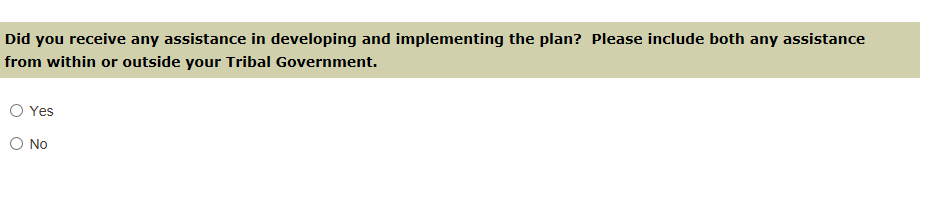 Did you receive any assistance in developing and implementing the plan?  Please include both any assistance
from within or outside your Tribal Government.
Yes
No